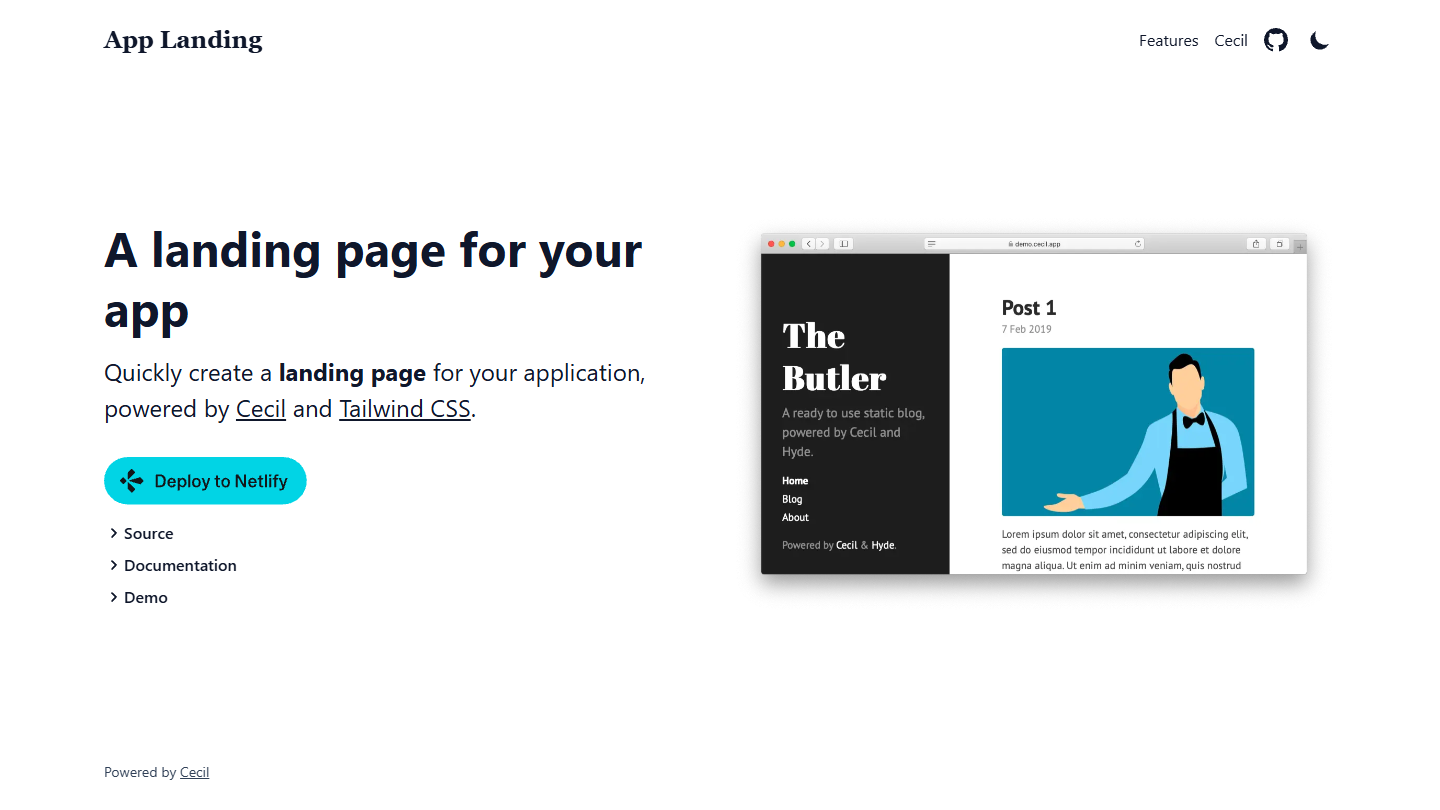 App Landing
Features
Cecil
A landing page for your
app
Quickly create a landing page for your application,
powered by Cecil and Tailwind CSS.
Deploy to Netlify
Source
Documentation
Demo
demo.cecil.app
The
Butler
A ready to use static blog,
powered by Cecil and
Hyde.
Home
Blog
About
Powered by Cecil & Hyde.
Post 1
7 Feb 2019
Lorem ipsum dolor sit amet, consectetur adipiscing elit,
sed do eiusmod tempor incididunt ut labore et dolore
magna aliqua. Ut enim ad minim veniam, quis nostrud
Powered by Cecil